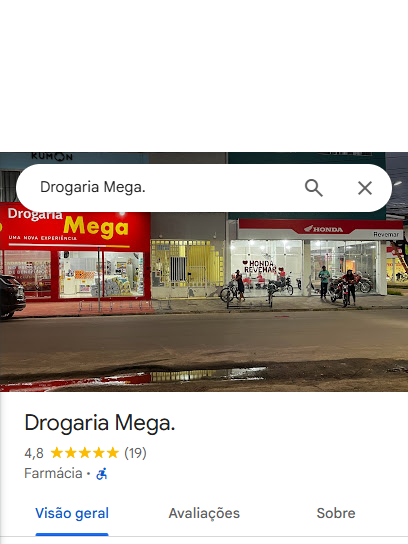 KUMON
Drogaria Mega.
Drogaria
Mega
UMA NOVA EXPERIÊNCIA
HONDA
Revemar
HONDA
REVEMAR
Drogaria Mega.
4,8 (19)
Farmácia ·
Visão geral
Avaliações
Sobre